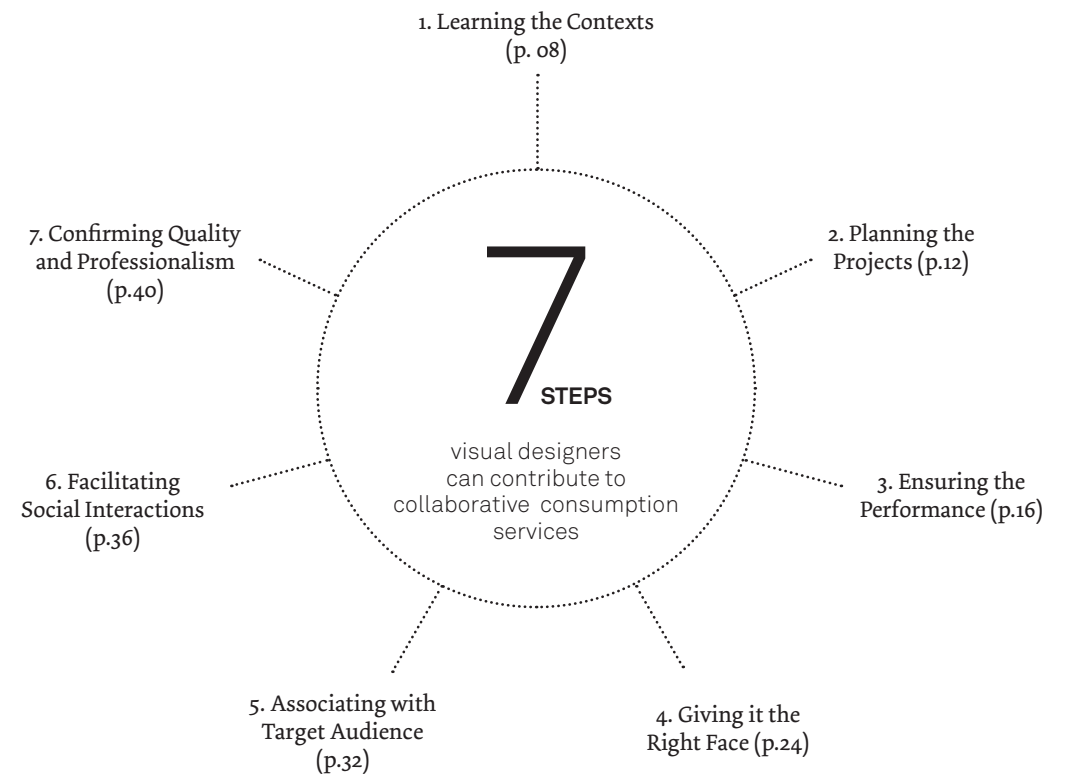 1. Learning the Contexts
(p. 08)
7. Confirming Quality
and Professionalism
(p.40)
2. Planning the
Projects (p.12)
7
STEPS
visual designers
can contribute to
collaborative consumption
services
6. Facilitating
Social Interactions
(p.36)
3. Ensuring the
Performance (p.16)
5. Associating with
Target Audience
(p.32)
4. Giving it the
Right Face (p.24)